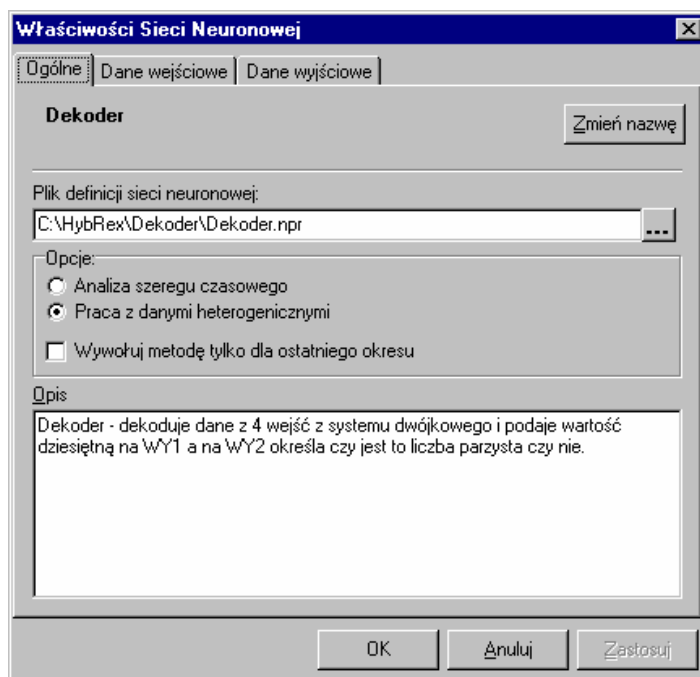 Właściwości Sieci Neuronowej
Ogólne
Dane wejściowe
Dane wyjściowe
Dekoder
Zmień nazwę
Plik definicji sieci neuronowej:
C:\HybRex\Dekoder\Dekoder.npr
...
Opcje:
Analiza szeregu czasowego
Praca z danymi heterogenicznymi
Wywołuj metodę tylko dla ostatniego okresu
Opis
Dekoder - dekoduje dane z 4 wejść z systemu dwójkowego i podaje wartość
dziesiętną na WY1 a na WY2 określa czy jest to liczba parzysta czy nie.
OK
Anuluj
Zastosuj